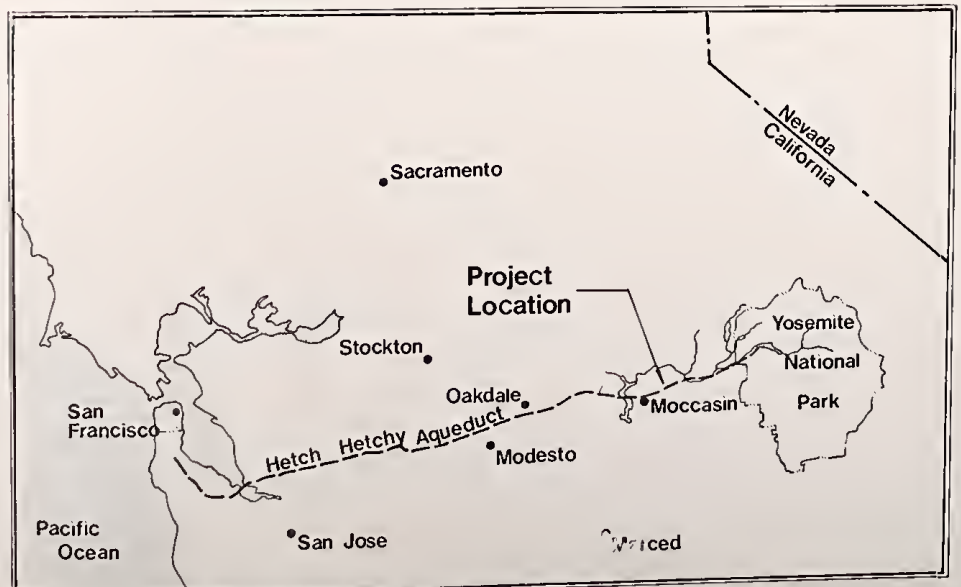 Nevada
California
Sacramento
Project
Location
Yosemite
National
Park
Stockton
Oakdale
Moccasin
San
Francisco
Hetch Hetchy Aqueduct
Modesto
Pacific
Ocean
San Jose
Merced